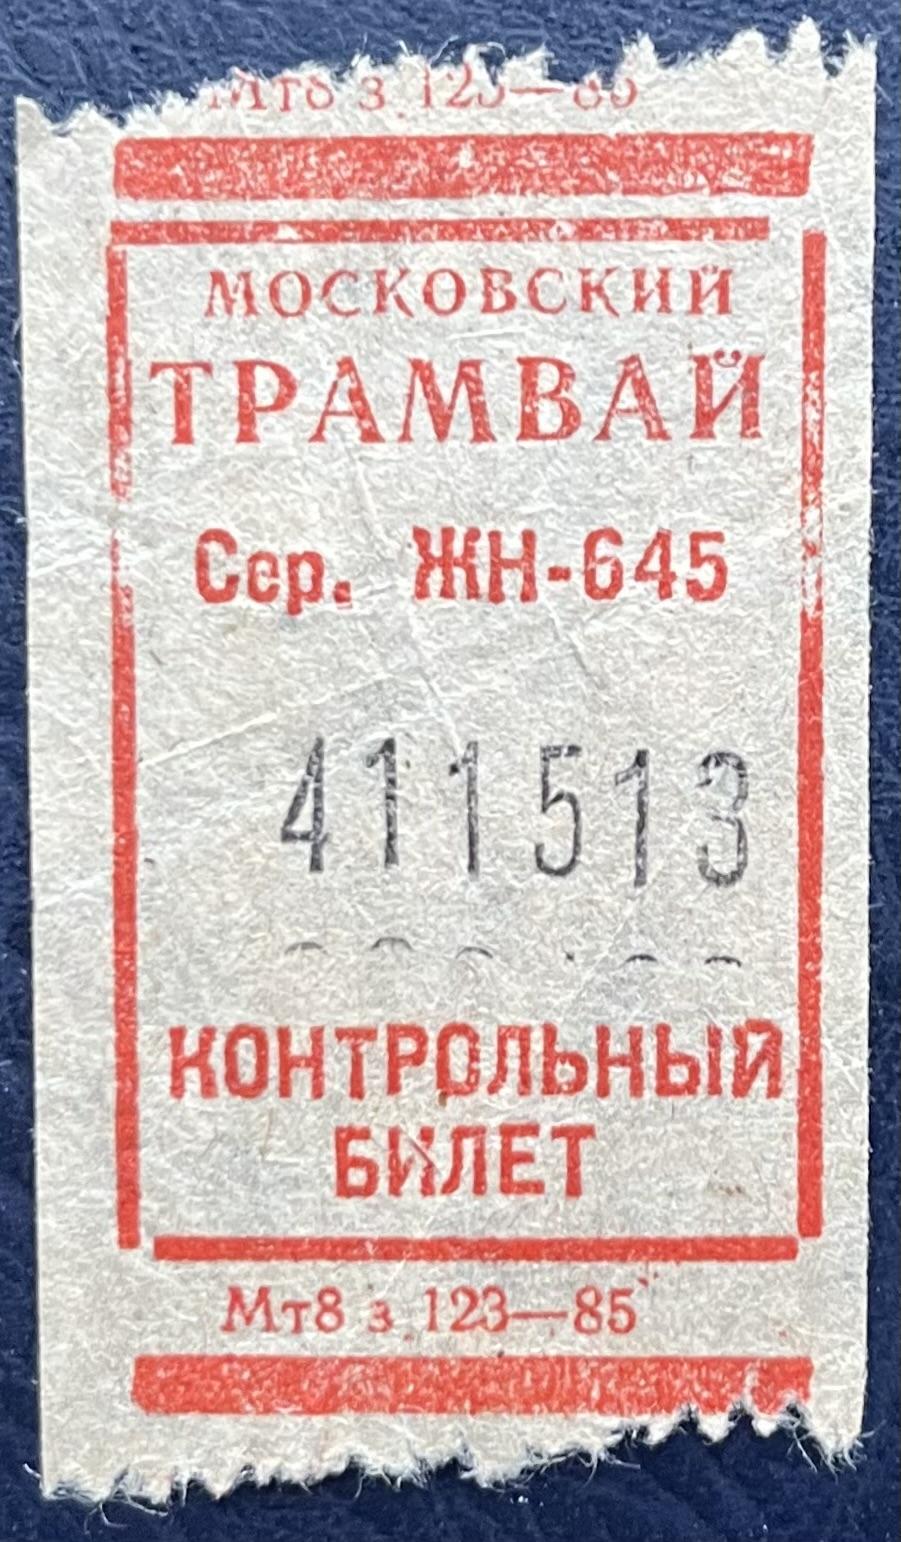 МОСКОВСКИЙ
ТРАМВАЙ
Сер. ЖН-645
411513
КОНТРОЛЬНЫЙ
БИЛЕТ
Мт8 з. 123—85